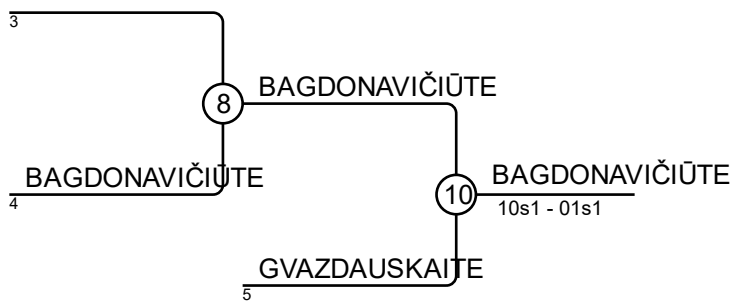 3
8
BAGDONAVIČIŪTE
BAGDONAVIČIŪTE
4
10
BAGDONAVIČIŪTE
10s1 - 01s1
GVAZDAUSKAITE
5